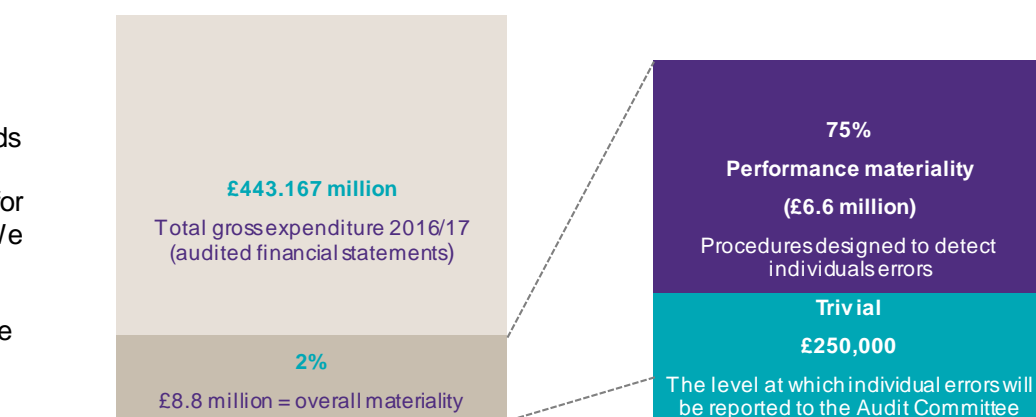 ds
for
e
£443.167 million
Total gross expenditure 2016/17
(audited financial statements)
2%
£8.8 million = overall materiality
75%
Performance materiality
(£6.6 million)
Procedures designed to detect
individuals errors
Trivial
£250,000
The level at which individual errors will
be reported to the Audit Committee